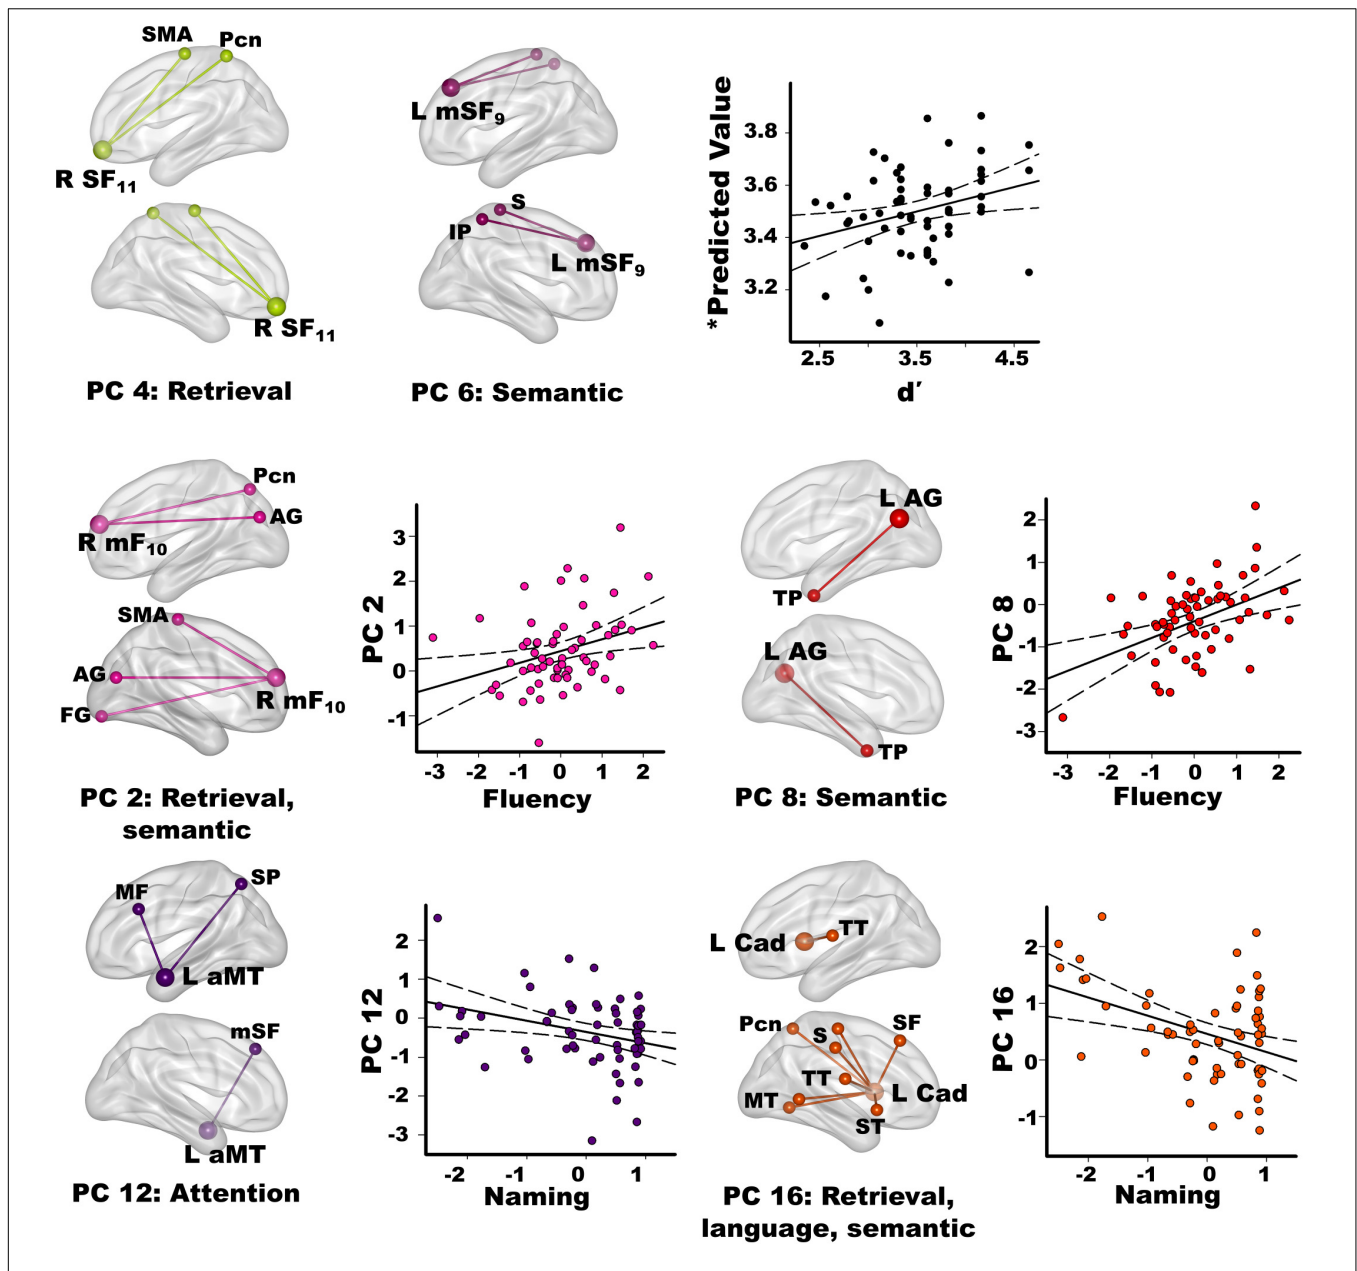 SMA
Pcn
R SF11
R SF11
PC 4: Retrieval
L mSF9
S
IP
L mSF9
PC 6: Semantic
*Predicted Value
3.8
3.6
3.4
3.2
2.5 3.5 4.5
d′
Pcn
AG
R mF10
SMA
AG
FG
R mF10
PC 2: Retrieval,
semantic
PC 2
3
2
1
0
-1
-3 -2 -1 0 1 2
Fluency
L AG
TP
L AG
TP
PC 8: Semantic
PC 8
2
1
0
-1
-2
-3
-3 -2 -1 0 1 2
Fluency
MF
SP
L aMT
mSF
L aMT
PC 12: Attention
PC 12
2
1
0
-1
-2
-3
-2 -1 0 1
Naming
L Cad
TT
Pcn
S
SF
TT
L Cad
MT
ST
PC 16: Retrieval,
language, semantic
PC 16
2
1
0
-1
-2 -1 0 1
Naming